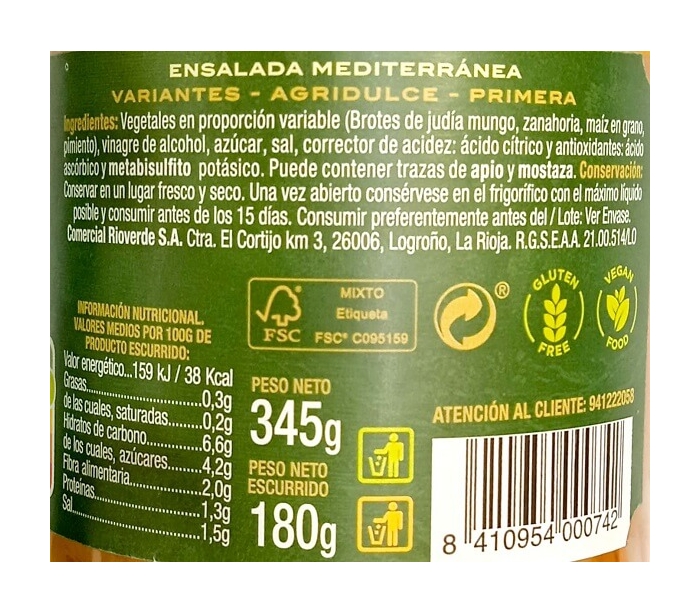 ENSALADA MEDITERRÁNEA
VARIANTES - AGRIDULCE - PRIMERA
Ingredientes: Vegetales en proporción variable (Brotes de judía mungo, zanahoria, maíz en grano,
pimiento), vinagre de alcohol, azúcar, sal, corrector de acidez: ácido cítrico y antioxidantes: ácido
ascórbico y metabisulfito potásico. Puede contener trazas de apio y mostaza. Conservación:
Conservar en un lugar fresco y seco. Una vez abierto consérvese en el frigorífico con el máximo líquido
posible y consumir antes de los 15 días. Consumir preferentemente antes del / Lote: Ver Envase.
Comercial Rioverde S.A. Ctra. El Cortijo km 3, 26006, Logroño, La Rioja. R.G.S.E.A.A. 21.00.514/LO
INFORMACIÓN NUTRICIONAL.
VALORES MEDIOS POR 100G DE
PRODUCTO ESCURRIDO:
Valor energético...159 kJ / 38 Kcal
Grasas...0,3g
de las cuales, saturadas...0,2g
Hidratos de carbono...6,6g
de los cuales, azúcares...4,2g
Fibra alimentaria...2,0g
Proteínas...1,3g
Sal...1,5g
FSC
MIXTO
Etiqueta
FSC® C095159
®
GLUTEN
FREE
VEGAN
FOOD
PESO NETO
345g
PESO NETO
ESCURRIDO
180g
ATENCIÓN AL CLIENTE: 941222058
8 410954 000742